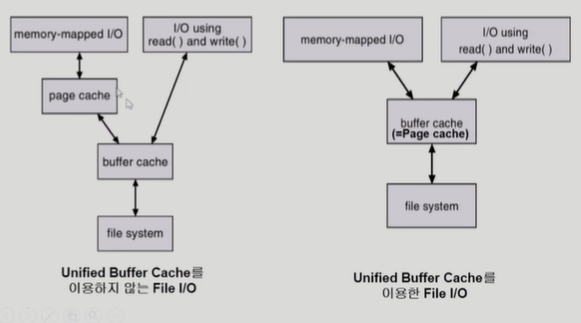 memory-mapped I/O
I/O using
read( ) and write( )
page cache
buffer cache
file system
Unified Buffer Cache를
이용하지 않는 File I/O
memory-mapped I/O
I/O using
read( ) and write( )
buffer cache
(=Page cache)
file system
Unified Buffer Cache를
이용한 File I/O